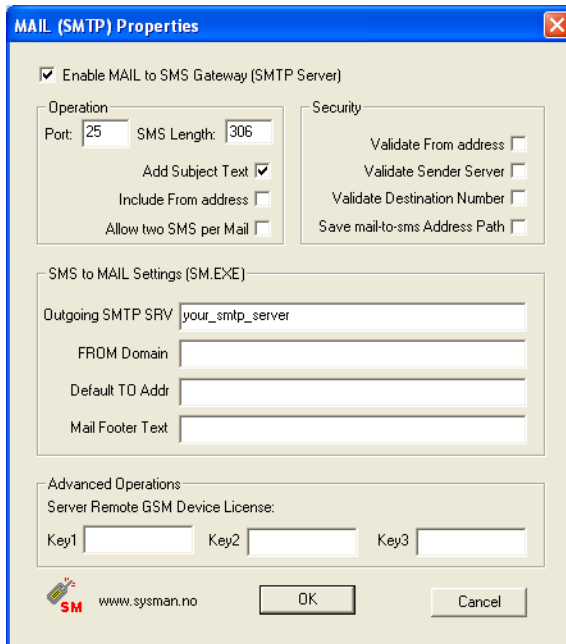 MAIL (SMTP) Properties
Enable MAIL to SMS Gateway (SMTP Server)
Operation
Port: 25 SMS Length: 306
Add Subject Text
Include From address
Allow two SMS per Mail
Security
Validate From address
Validate Sender Server
Validate Destination Number
Save mail-to-sms Address Path
SMS to MAIL Settings (SM.EXE)
Outgoing SMTP SRV your_smtp_server
FROM Domain
Default TO Addr
Mail Footer Text
Advanced Operations
Server Remote GSM Device License:
Key1 Key2 Key3
SM www.sysman.no OK Cancel